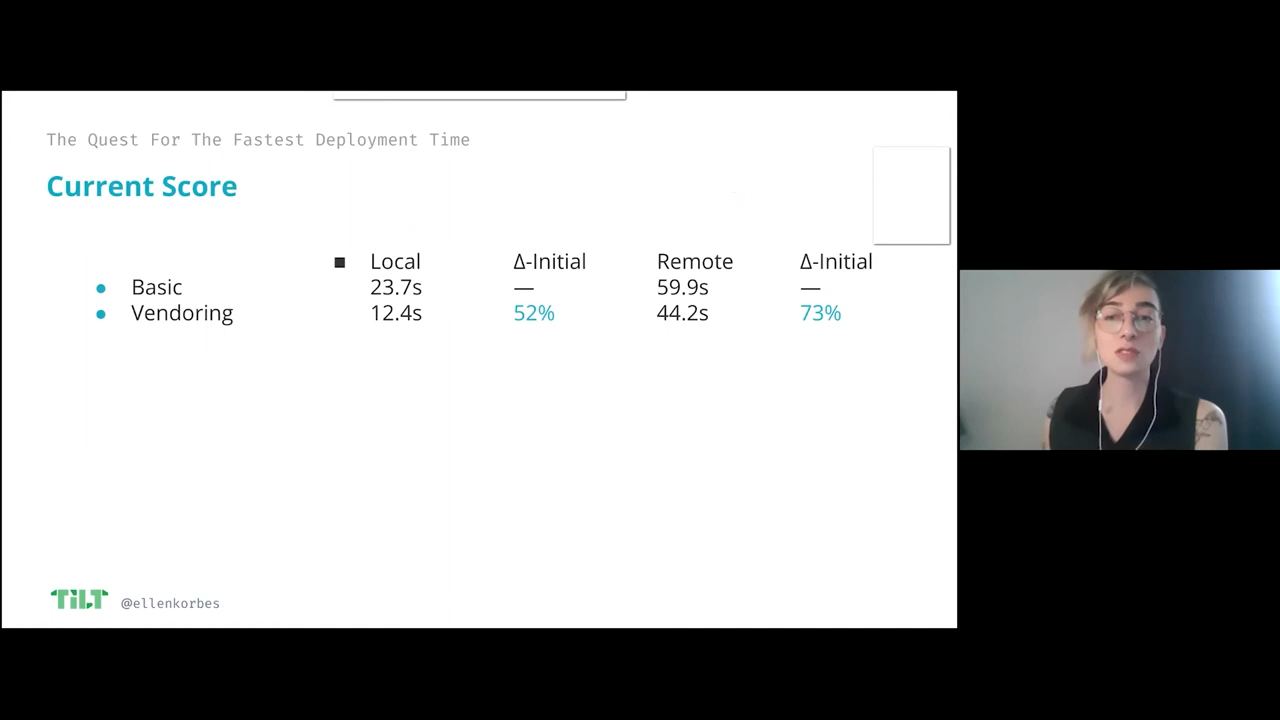 The Quest For The Fastest Deployment Time
Current Score
Local Δ-Initial Remote Δ-Initial
Basic 23.7s — 59.9s —
Vendoring 12.4s 52% 44.2s 73%
TILT @ellenkorbes